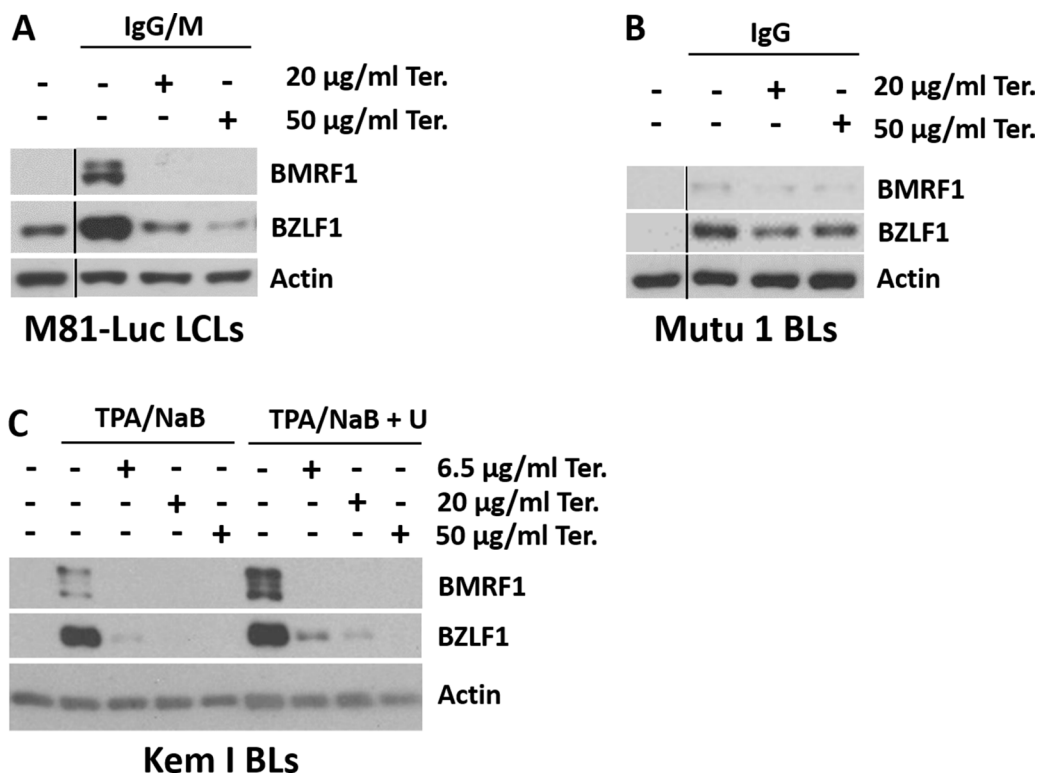 A
IgG/M
- - + - 20 μg/ml Ter.
- - - + 50 μg/ml Ter.
BMRF1
BZLF1
Actin
M81-Luc LCLs
B
IgG
- - + - 20 μg/ml Ter.
- - - + 50 μg/ml Ter.
BMRF1
BZLF1
Actin
Mutu 1 BLs
C
TPA/NaB
TPA/NaB + U
- - + - - - + - - 6.5 μg/ml Ter.
- - - + - - - + - 20 μg/ml Ter.
- - - - + - - - + 50 μg/ml Ter.
BMRF1
BZLF1
Actin
Kem I BLs